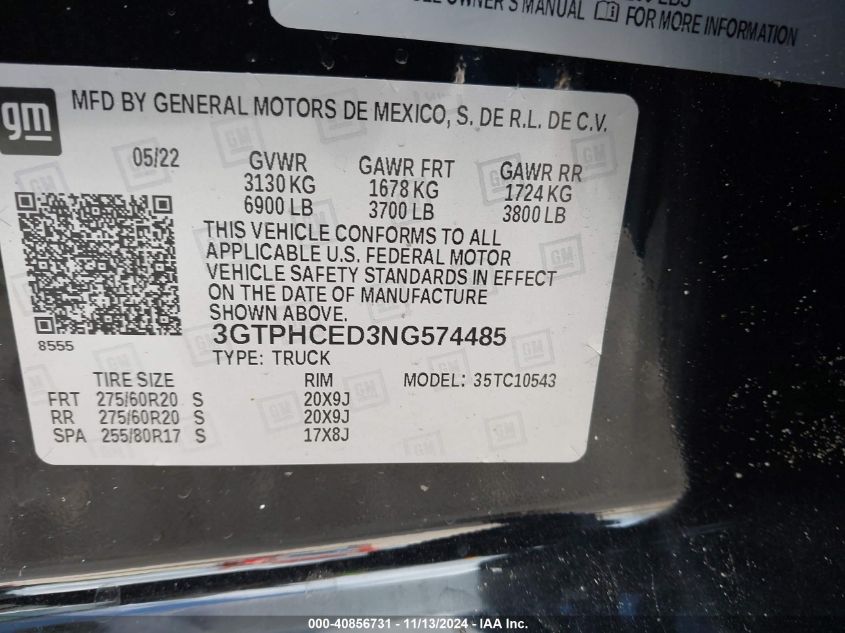 OWNER'S MANUAL FOR MORE INFORMATION
gm
MFD BY GENERAL MOTORS DE MEXICO, S. DE R.L. DE C.V.
05/22 GVWR GAWR FRT GAWR RR
3130 KG 1678 KG 1724 KG
6900 LB 3700 LB 3800 LB
THIS VEHICLE CONFORMS TO ALL
APPLICABLE U.S. FEDERAL MOTOR
VEHICLE SAFETY STANDARDS IN EFFECT
ON THE DATE OF MANUFACTURE
SHOWN ABOVE.
8555
3GTPHCED3NG574485
TYPE: TRUCK
TIRE SIZE RIM MODEL: 35TC10543
FRT 275/60R20 S 20X9J
RR 275/60R20 S 20X9J
SPA 255/80R17 S 17X8J
000-40856731 - 11/13/2024 - IAA Inc.